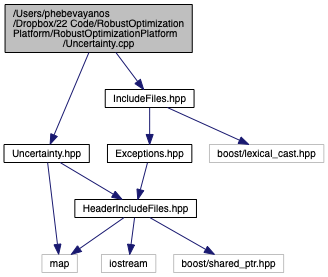 /Users/phebevayanos
/Dropbox/22 Code/RobustOptimization
Platform/RobustOptimizationPlatform
/Uncertainty.cpp
IncludeFiles.hpp
Uncertainty.hpp
Exceptions.hpp
boost/lexical_cast.hpp
HeaderIncludeFiles.hpp
map
iostream
boost/shared_ptr.hpp